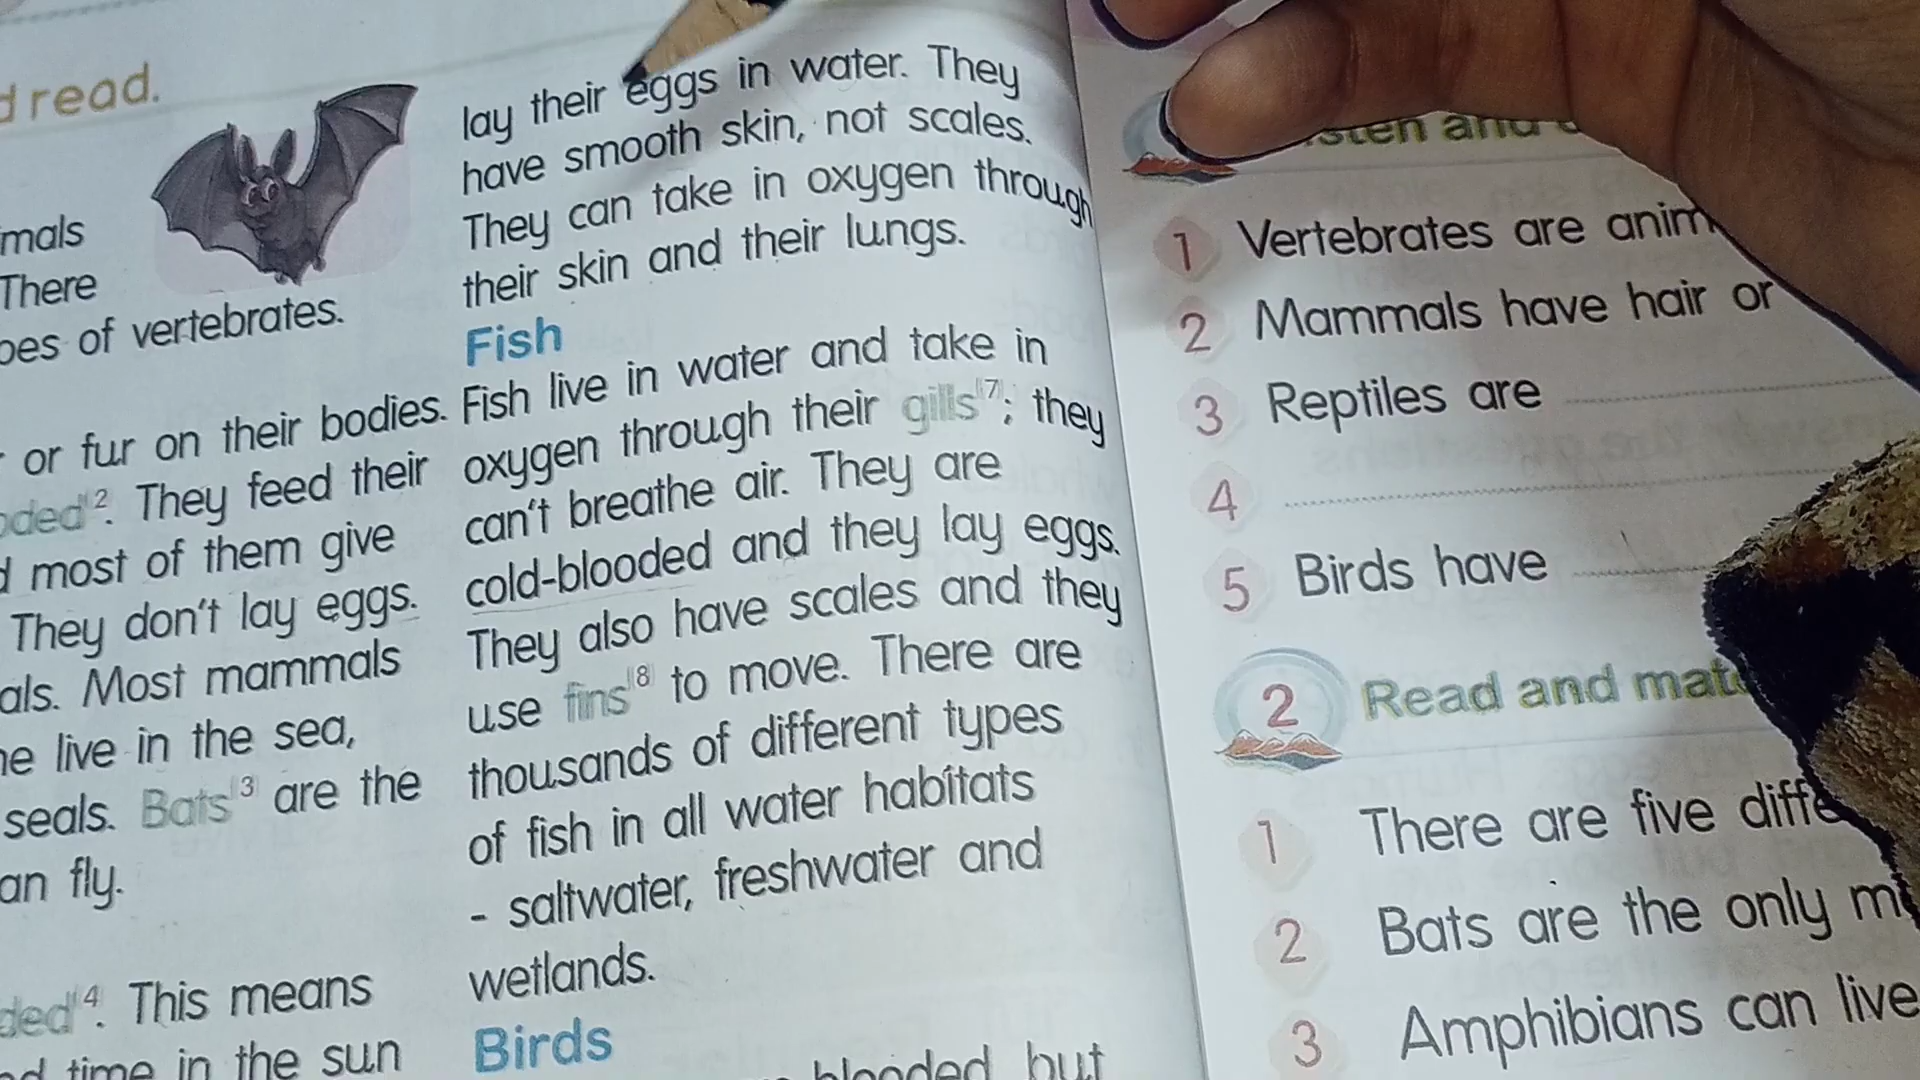 read.
mals
There
of vertebrates.
or fur on their bodies.
They feed their
most of them give
They don't lay eggs.
Most mammals
live in the sea,
seals. Bats 3 are the
fly.
4. This means
time in the sun
lay their eggs in water. They
have smooth skin, not scales.
They can take in oxygen through
their skin and their lungs.
Fish
Fish live in water and take in
oxygen through their gills 7; they
can't breathe air. They are
cold-blooded and they lay eggs.
They also have scales and they
use fins 8 to move. There are
thousands of different types
of fish in all water habitats
- saltwater, freshwater and
wetlands.
Birds
blooded but
and
1 Vertebrates are anim
2 Mammals have hair or
3 Reptiles are
4
5 Birds have
2 Read and mat
1 There are five diffe
2 Bats are the only m
3 Amphibians can live